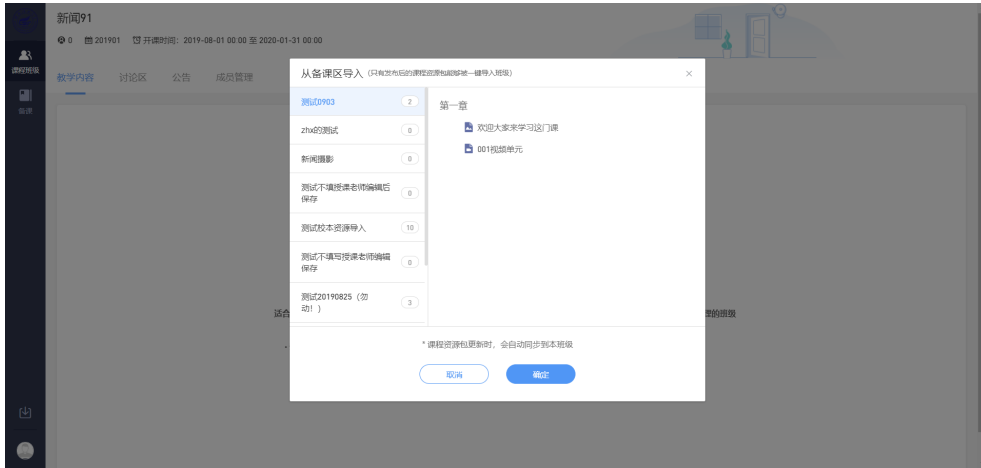 新闻91
0 201901 开课时间: 2019-08-01 00:00 至 2020-01-31 00:00
课程班级
备课
教学内容 讨论区 公告 成员管理
从备课区导入 (只有发布后的课程资源包能够被一键导入班级)
测试0903 2
zhx的测试 0
新闻摄影 0
测试不填授课老师编辑后
保存 0
测试校本资源导入 10
测试不填写授课老师编辑
保存 0
测试20190825 (勿
动! ) 3
第一章
欢迎大家来学习这门课
001视频单元
适合
理的班级
* 课程资源包更新时, 会自动同步到本班级
取消 确定